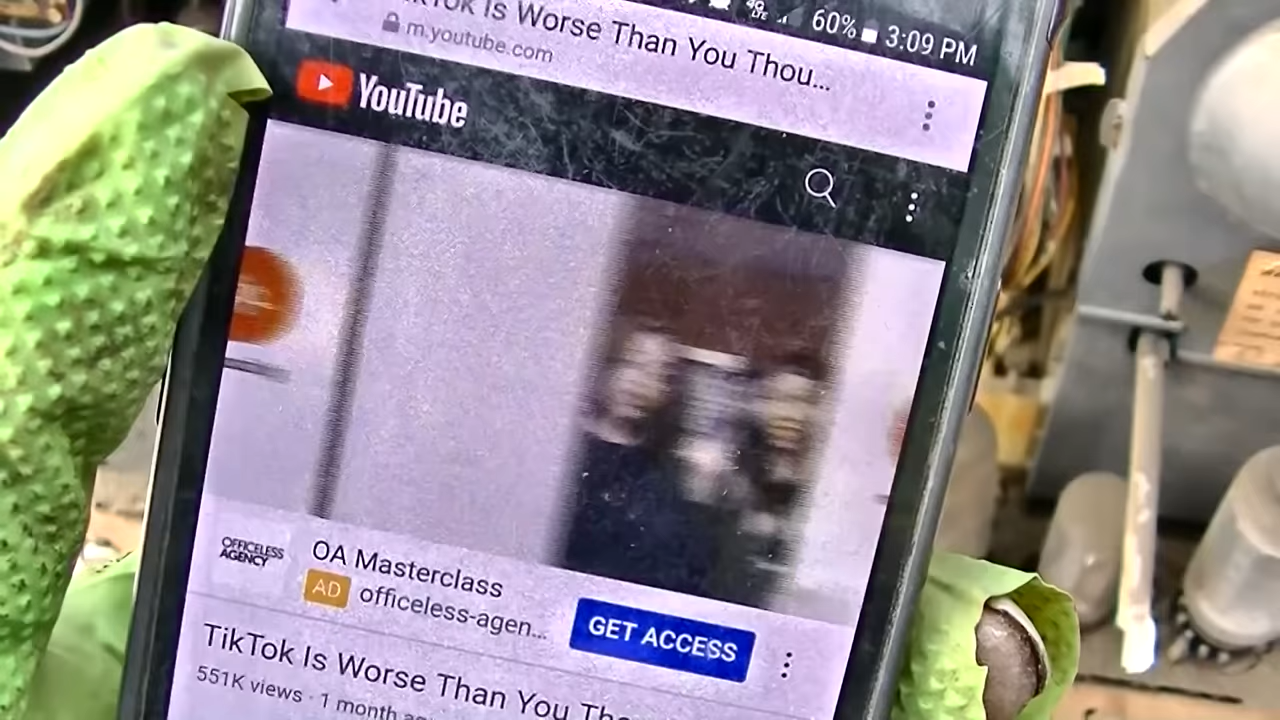 60% 3:09 PM
Is Worse Than You Thou...
m.youtube.com
YouTube
OFFICELESS
AGENCY
OA Masterclass
AD officeless-agen...
GET ACCESS
TikTok Is Worse Than You Tho
551K views · 1 month